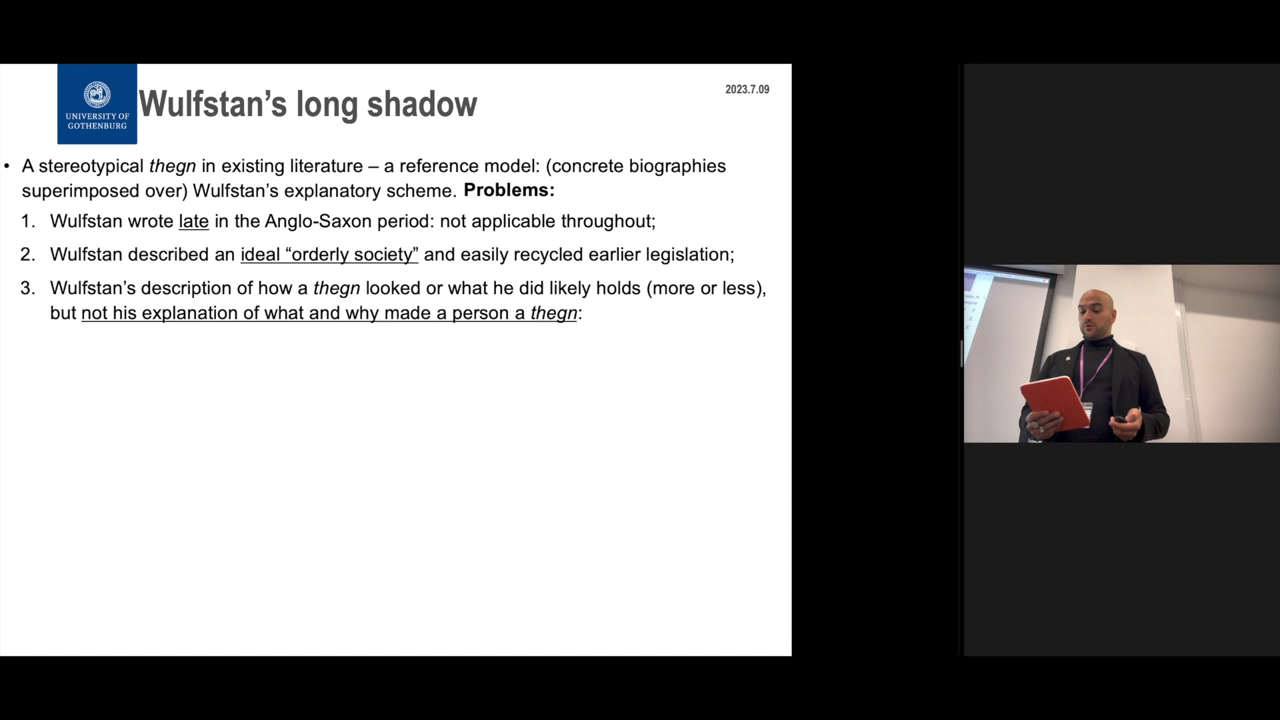 UNIVERSITY OF
GOTHENBURG
Wulfstan’s long shadow
2023.7.09
• A stereotypical thegn in existing literature – a reference model: (concrete biographies
superimposed over) Wulfstan’s explanatory scheme. Problems:
1. Wulfstan wrote late in the Anglo-Saxon period: not applicable throughout;
2. Wulfstan described an ideal “orderly society” and easily recycled earlier legislation;
3. Wulfstan’s description of how a thegn looked or what he did likely holds (more or less),
but not his explanation of what and why made a person a thegn: